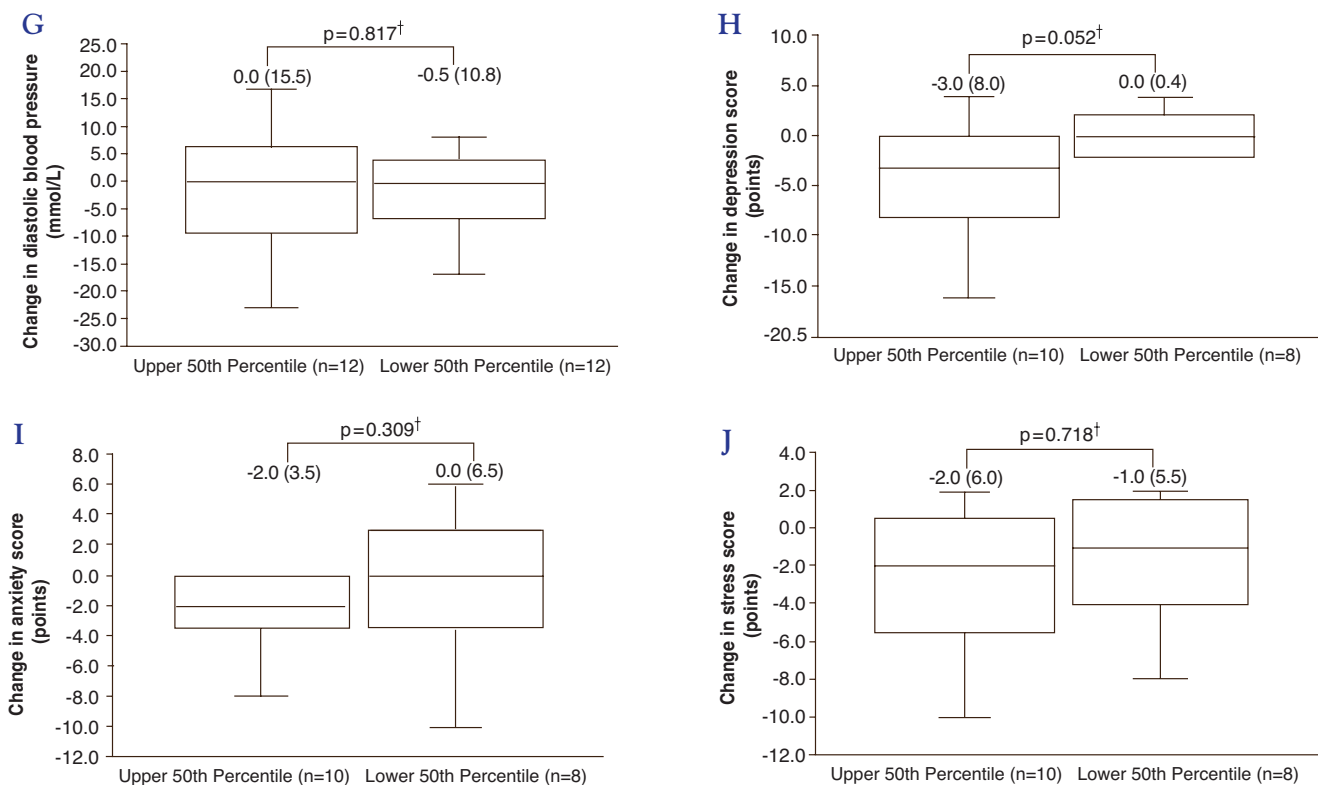 G
p=0.817†
0.0 (15.5)
-0.5 (10.8)
25.0
20.0
15.0
10.0
5.0
0.0
-5.0
-10.0
-15.0
-20.0
-25.0
-30.0
Change in diastolic blood pressure
(mmol/L)
Upper 50th Percentile (n=12)
Lower 50th Percentile (n=12)
H
p=0.052†
-3.0 (8.0)
0.0 (0.4)
10.0
5.0
0.0
-5.0
-10.0
-15.0
-20.5
Change in depression score
(points)
Upper 50th Percentile (n=10)
Lower 50th Percentile (n=8)
I
p=0.309†
-2.0 (3.5)
0.0 (6.5)
8.0
6.0
4.0
2.0
0.0
-2.0
-4.0
-6.0
-8.0
-10.0
-12.0
Change in anxiety score
(points)
Upper 50th Percentile (n=10)
Lower 50th Percentile (n=8)
J
p=0.718†
-2.0 (6.0)
-1.0 (5.5)
4.0
2.0
0.0
-2.0
-4.0
-6.0
-8.0
-10.0
-12.0
Change in stress score
(points)
Upper 50th Percentile (n=10)
Lower 50th Percentile (n=8)